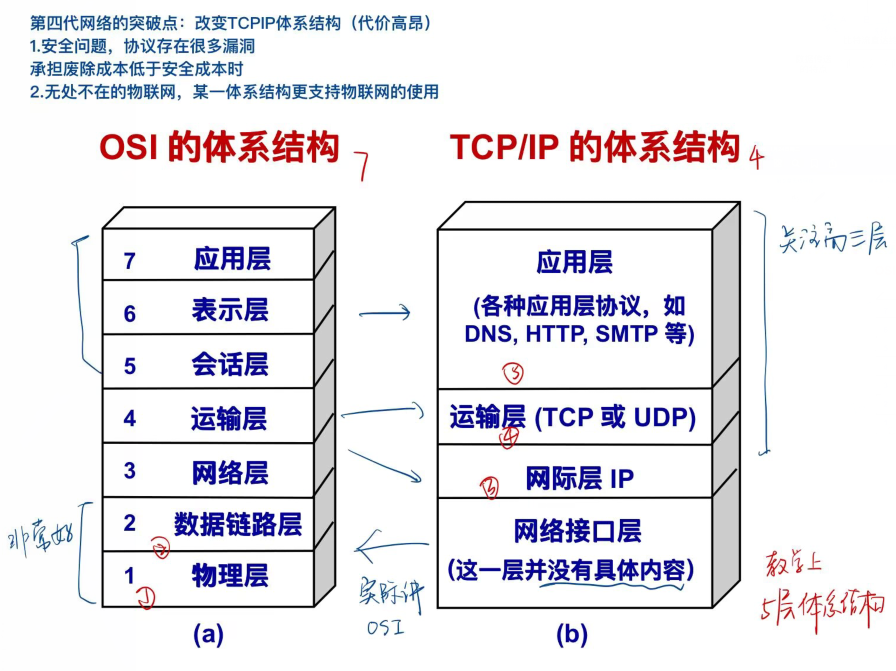 第四代网络的突破点：改变TCPIP体系结构（代价高昂）
1.安全问题，协议存在很多漏洞
承担废除成本低于安全成本时
2.无处不在的物联网，某一体系结构更支持物联网的使用
OSI 的体系结构 7
7 应用层
6 表示层
5 会话层
4 运输层
3 网络层
2 数据链路层
②
1 物理层
①
(a)
非常好
实际讲
OSI
TCP/IP 的体系结构 4
应用层
(各种应用层协议，如
DNS, HTTP, SMTP 等)
⑤
运输层 (TCP 或 UDP)
④
网际层 IP
③
网络接口层
(这一层并没有具体内容)
(b)
关注高三层
教学上
5层体系结构